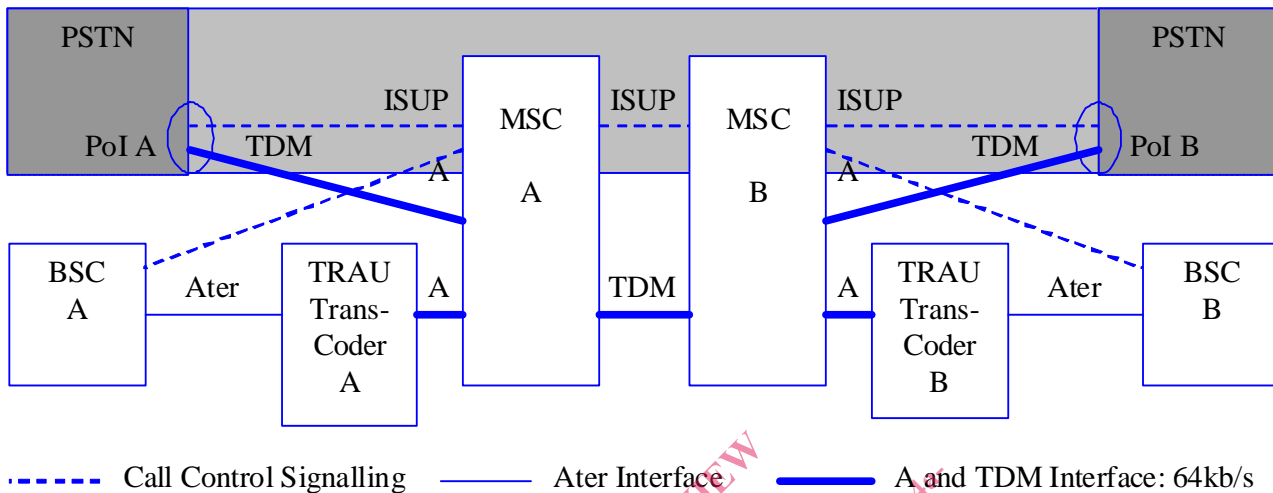 PSTN
PSTN
ISUP
ISUP
ISUP
MSC
A
MSC
B
PoI A
TDM
TDM
PoI B
A
A
BSC
A
Ater
TRAU
Trans-
Coder
A
A
TDM
A
TRAU
Trans-
Coder
B
Ater
BSC
B
Call Control Signalling
Ater Interface
A and TDM Interface: 64kb/s